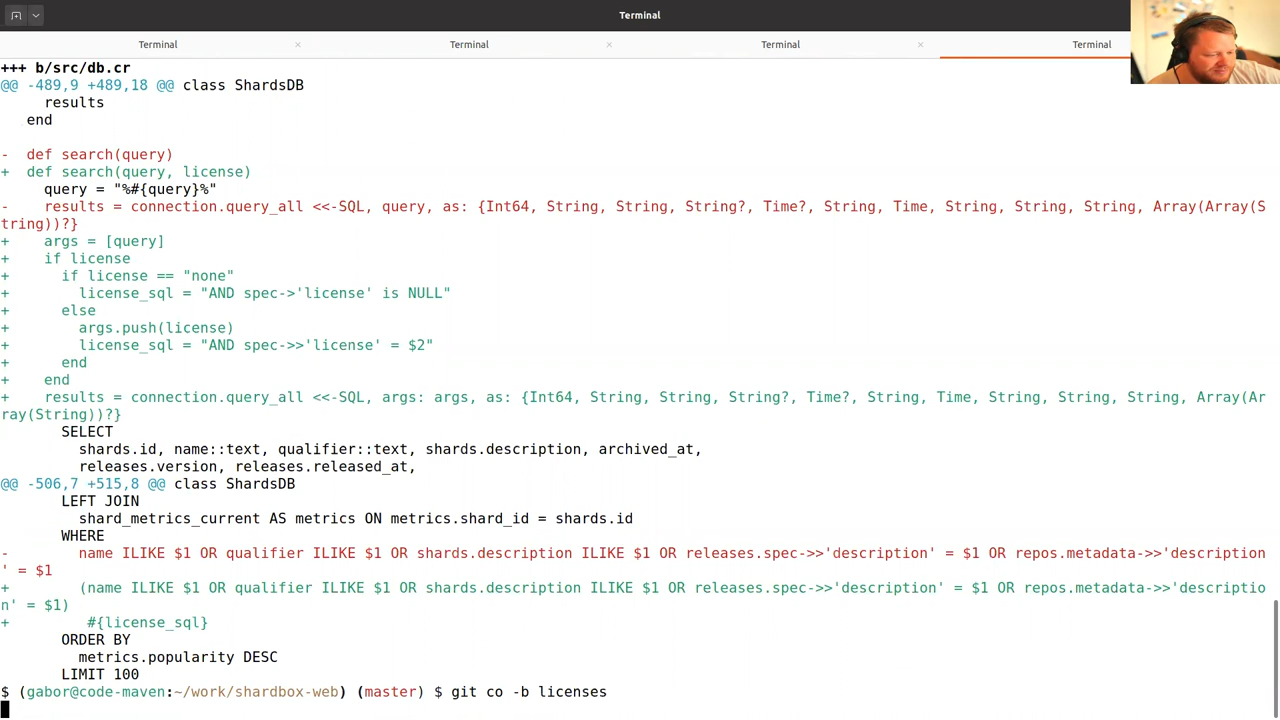 Terminal
Terminal × Terminal × Terminal × Terminal
+++ b/src/db.cr
@@ -489,9 +489,18 @@ class ShardsDB
results
end
- def search(query)
+ def search(query, license)
query = "%#{query}%"
- results = connection.query_all <<-SQL, query, as: {Int64, String, String, String?, Time?, String, Time, String, String, String, Array(Array(S
tring))?}
+ args = [query]
+ if license
+ if license == "none"
+ license_sql = "AND spec->'license' is NULL"
+ else
+ args.push(license)
+ license_sql = "AND spec->>'license' = $2"
+ end
+ end
+ results = connection.query_all <<-SQL, args: args, as: {Int64, String, String, String?, Time?, String, Time, String, String, String, Array(Ar
ray(String))?}
SELECT
shards.id, name::text, qualifier::text, shards.description, archived_at,
releases.version, releases.released_at,
@@ -506,7 +515,8 @@ class ShardsDB
LEFT JOIN
shard_metrics_current AS metrics ON metrics.shard_id = shards.id
WHERE
- name ILIKE $1 OR qualifier ILIKE $1 OR shards.description ILIKE $1 OR releases.spec->>'description' = $1 OR repos.metadata->>'description
' = $1
+ (name ILIKE $1 OR qualifier ILIKE $1 OR shards.description ILIKE $1 OR releases.spec->>'description' = $1 OR repos.metadata->>'descriptio
n' = $1)
+ #{license_sql}
ORDER BY
metrics.popularity DESC
LIMIT 100
$ (gabor@code-maven:~/work/shardbox-web) (master) $ git co -b licenses